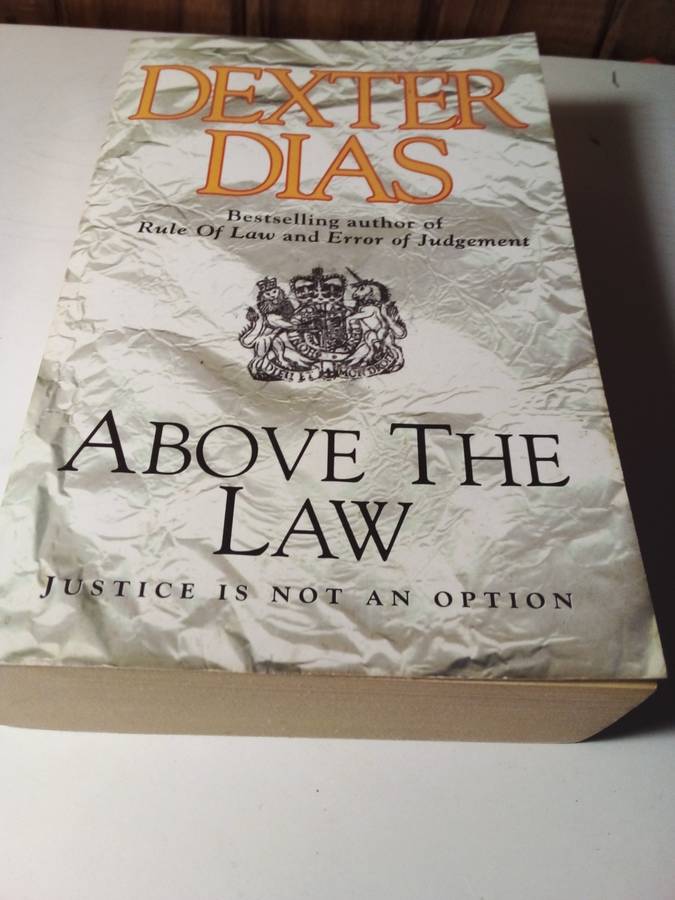 DEXTER
DIAS
Bestselling author of
Rule Of Law and Error of Judgement
ABOVE THE
LAW
JUSTICE IS NOT AN OPTION